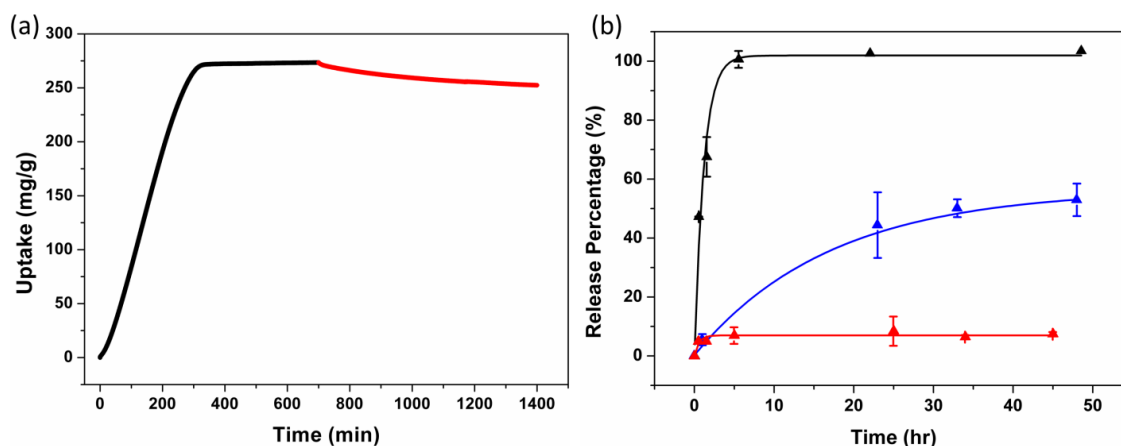 (a)
300
250
200
150
100
50
0
Uptake (mg/g)
0 200 400 600 800 1000 1200 1400
Time (min)
(b)
100
80
60
40
20
0
Release Percentage (%)
0 10 20 30 40 50
Time (hr)